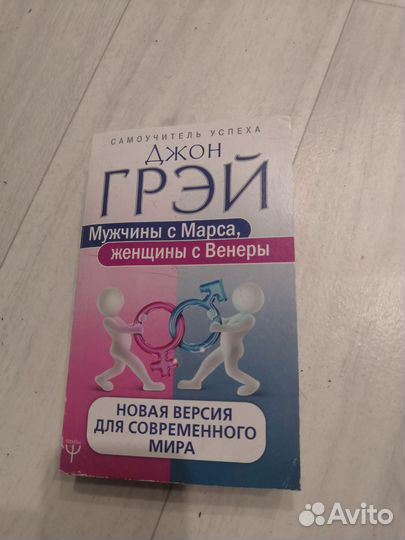 САМОУЧИТЕЛЬ УСПЕХА
ДЖОН
ГРЭЙ
Мужчины с Марса,
женщины с Венеры
НОВАЯ ВЕРСИЯ
ДЛЯ СОВРЕМЕННОГО
МИРА
Avito